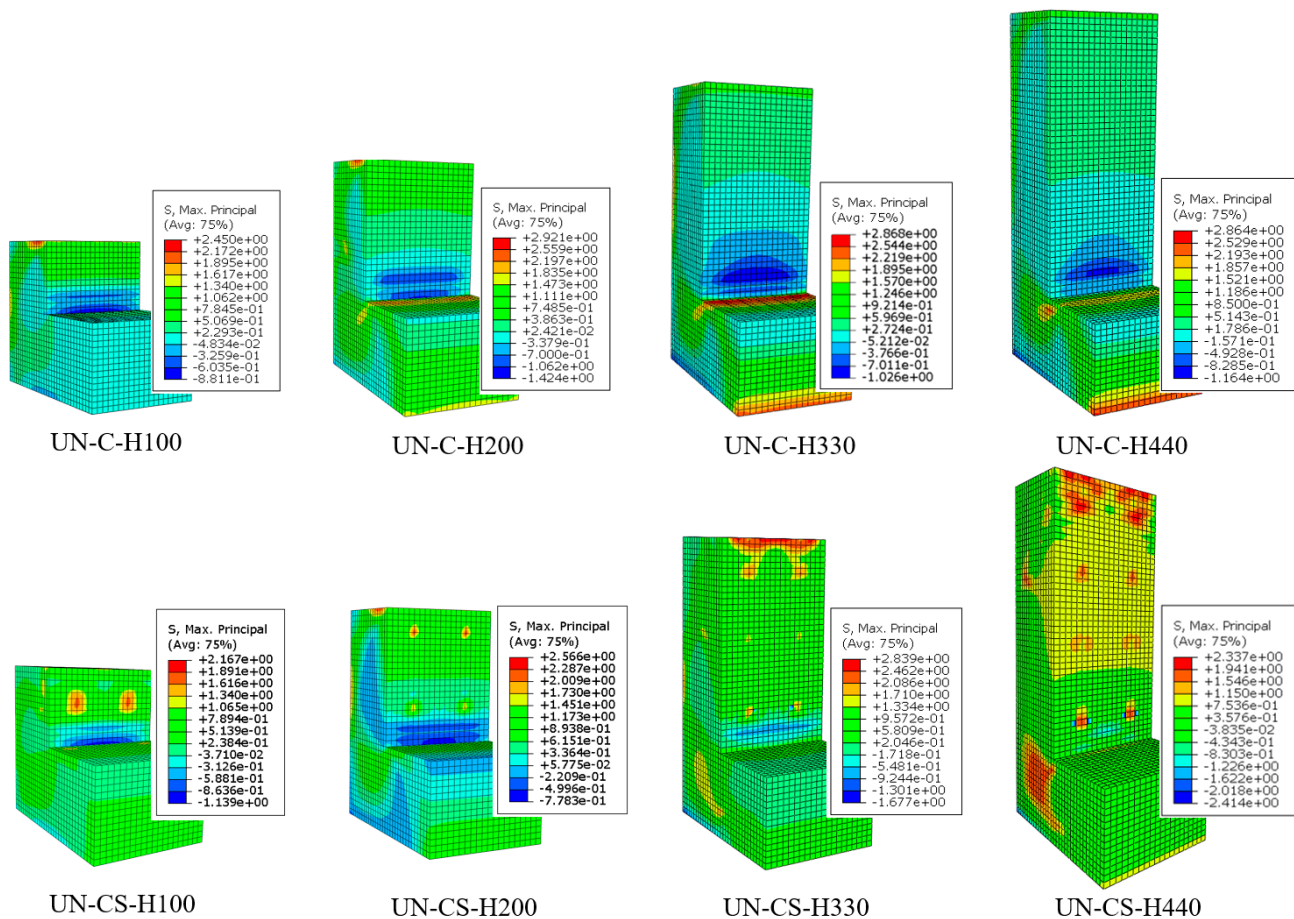 S, Max. Principal
(Avg: 75%)
+2.450e+00
+2.172e+00
+1.895e+00
+1.617e+00
+1.340e+00
+1.062e+00
+7.845e-01
+5.069e-01
+2.293e-01
-4.834e-02
-3.259e-01
-6.035e-01
-8.811e-01
UN-C-H100
S, Max. Principal
(Avg: 75%)
+2.921e+00
+2.559e+00
+2.197e+00
+1.835e+00
+1.473e+00
+1.111e+00
+7.485e-01
+3.863e-01
+2.421e-02
-3.379e-01
-7.000e-01
-1.062e+00
-1.424e+00
UN-C-H200
S, Max. Principal
(Avg: 75%)
+2.868e+00
+2.544e+00
+2.219e+00
+1.895e+00
+1.570e+00
+1.246e+00
+9.214e-01
+5.969e-01
+2.724e-01
-5.212e-02
-3.766e-01
-7.011e-01
-1.026e+00
UN-C-H330
S, Max. Principal
(Avg: 75%)
+2.864e+00
+2.529e+00
+2.193e+00
+1.857e+00
+1.521e+00
+1.186e+00
+8.500e-01
+5.143e-01
+1.786e-01
-1.571e-01
-4.928e-01
-8.285e-01
-1.164e+00
UN-C-H440
S, Max. Principal
(Avg: 75%)
+2.167e+00
+1.891e+00
+1.616e+00
+1.340e+00
+1.065e+00
+7.894e-01
+5.139e-01
+2.384e-01
-3.710e-02
-3.126e-01
-5.881e-01
-8.636e-01
-1.139e+00
UN-CS-H100
S, Max. Principal
(Avg: 75%)
+2.566e+00
+2.287e+00
+2.009e+00
+1.730e+00
+1.451e+00
+1.173e+00
+8.938e-01
+6.151e-01
+3.364e-01
+5.775e-02
-2.209e-01
-4.996e-01
-7.783e-01
UN-CS-H200
S, Max. Principal
(Avg: 75%)
+2.839e+00
+2.462e+00
+2.086e+00
+1.710e+00
+1.334e+00
+9.572e-01
+5.809e-01
+2.046e-01
-1.718e-01
-5.481e-01
-9.244e-01
-1.301e+00
-1.677e+00
UN-CS-H330
S, Max. Principal
(Avg: 75%)
+2.337e+00
+1.941e+00
+1.546e+00
+1.150e+00
+7.536e-01
+3.576e-01
-3.835e-02
-4.343e-01
-8.303e-01
-1.226e+00
-1.622e+00
-2.018e+00
-2.414e+00
UN-CS-H440